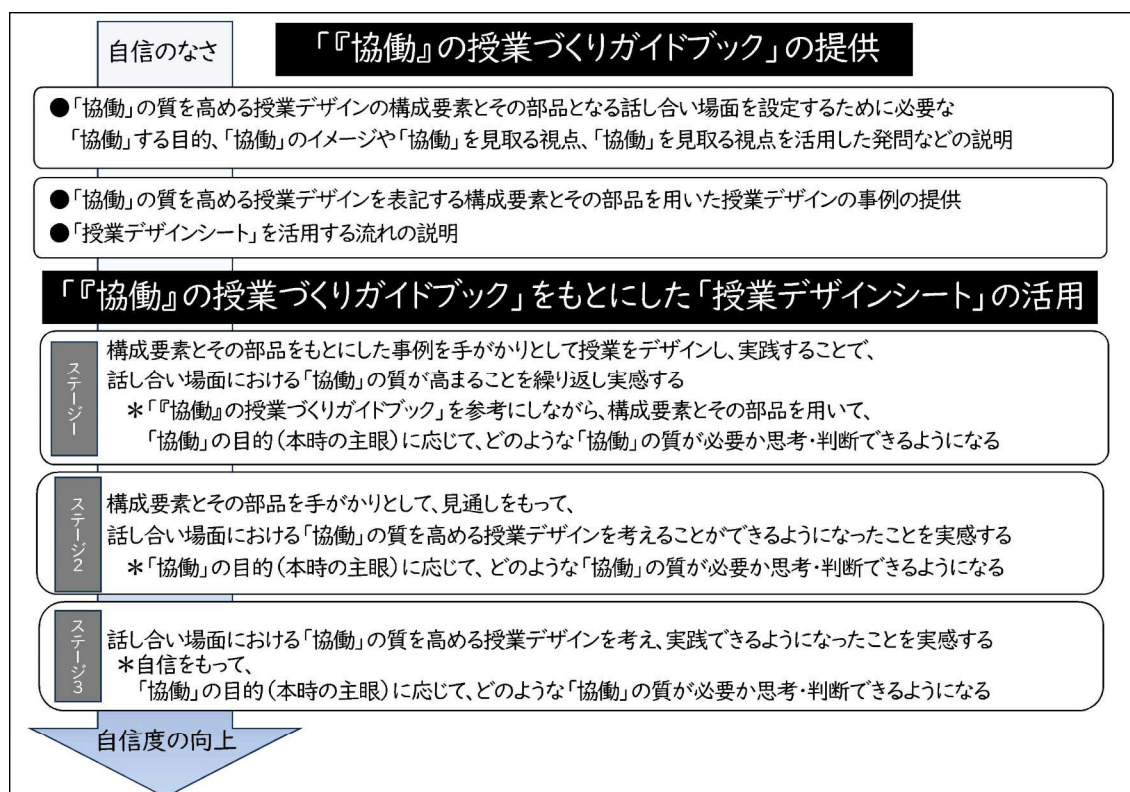 自信のなさ
「『協働』の授業づくりガイドブック」の提供
●「協働」の質を高める授業デザインの構成要素とその部品となる話し合い場面を設定するために必要な
「協働」する目的、「協働」のイメージや「協働」を見取る視点、「協働」を見取る視点を活用した発問などの説明
●「協働」の質を高める授業デザインを表記する構成要素とその部品を用いた授業デザインの事例の提供
●「授業デザインシート」を活用する流れの説明
「『協働』の授業づくりガイドブック」をもとにした「授業デザインシート」の活用
ステージ1
構成要素とその部品をもとにした事例を手がかりとして授業をデザインし、実践することで、
話し合い場面における「協働」の質が高まることを繰り返し実感する
＊「『協働』の授業づくりガイドブック」を参考にしながら、構成要素とその部品を用いて、
「協働」の目的(本時の主眼)に応じて、どのような「協働」の質が必要か思考・判断できるようになる
ステージ2
構成要素とその部品を手がかりとして、見通しをもって、
話し合い場面における「協働」の質を高める授業デザインを考えることができるようになったことを実感する
＊「協働」の目的(本時の主眼)に応じて、どのような「協働」の質が必要か思考・判断できるようになる
ステージ3
話し合い場面における「協働」の質を高める授業デザインを考え、実践できるようになったことを実感する
＊自信をもって、
「協働」の目的(本時の主眼)に応じて、どのような「協働」の質が必要か思考・判断できるようになる
自信度の向上